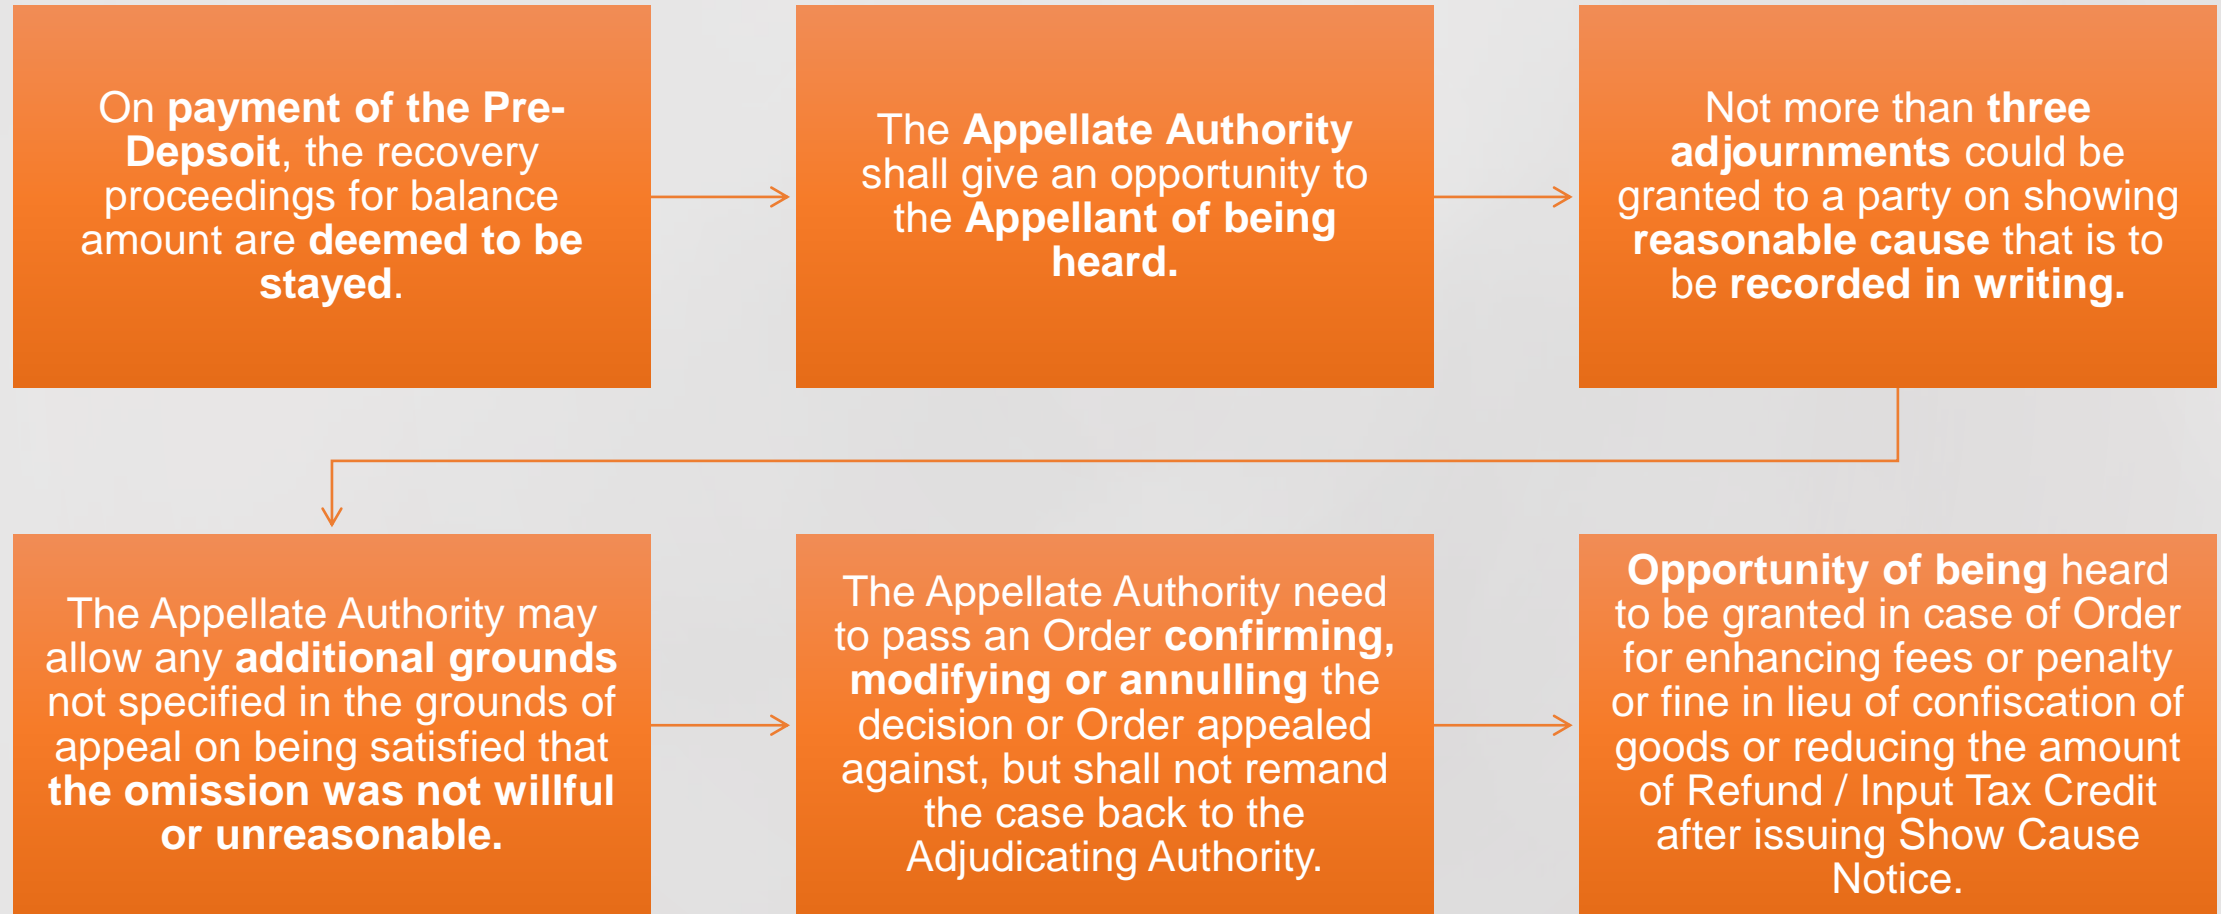 On payment of the Pre-
Depsoit, the recovery
proceedings for balance
amount are deemed to be
stayed.
The Appellate Authority
shall give an opportunity to
the Appellant of being
heard.
Not more than three
adjournments could be
granted to a party on showing
reasonable cause that is to
be recorded in writing.
The Appellate Authority may
allow any additional grounds
not specified in the grounds of
appeal on being satisfied that
the omission was not willful
or unreasonable.
The Appellate Authority need
to pass an Order confirming,
modifying or annulling the
decision or Order appealed
against, but shall not remand
the case back to the
Adjudicating Authority.
Opportunity of being heard
to be granted in case of Order
for enhancing fees or penalty
or fine in lieu of confiscation of
goods or reducing the amount
of Refund / Input Tax Credit
after issuing Show Cause
Notice.